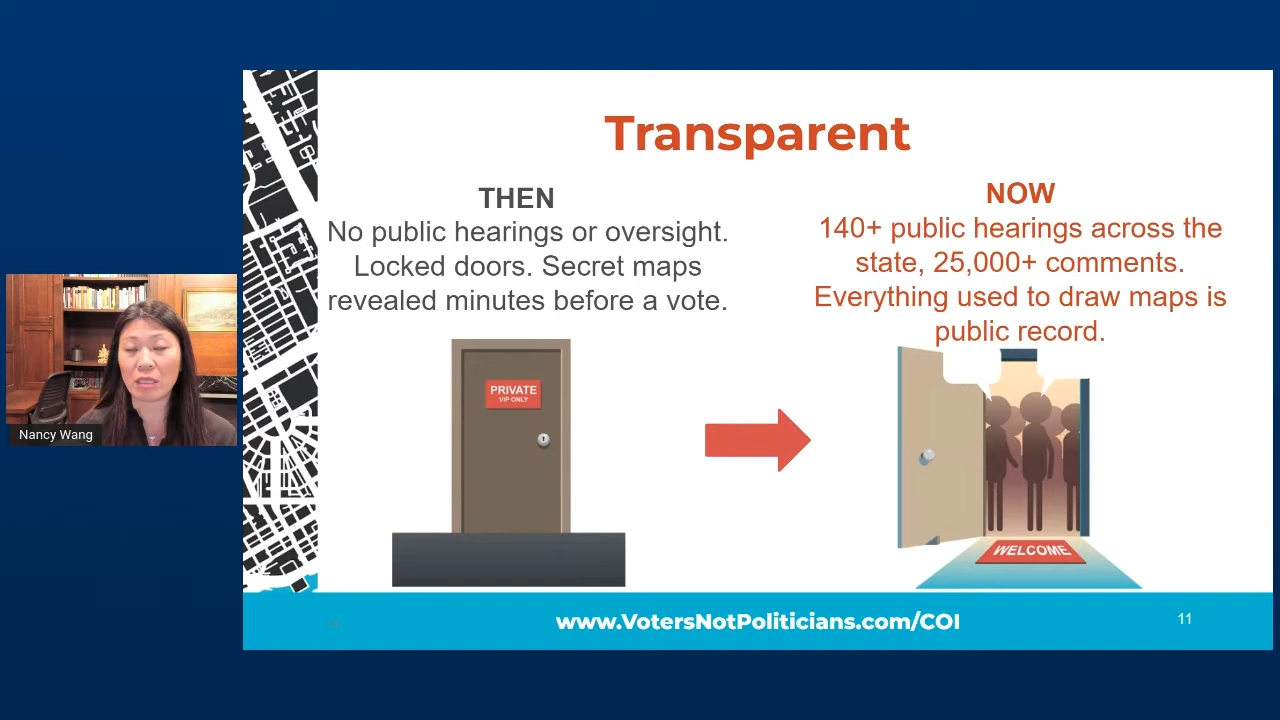 Transparent
THEN
No public hearings or oversight.
Locked doors. Secret maps
revealed minutes before a vote.
NOW
140+ public hearings across the
state, 25,000+ comments.
Everything used to draw maps is
public record.
PRIVATE
VIP ONLY
WELCOME
Nancy Wang
www.VotersNotPoliticians.com/COI
11